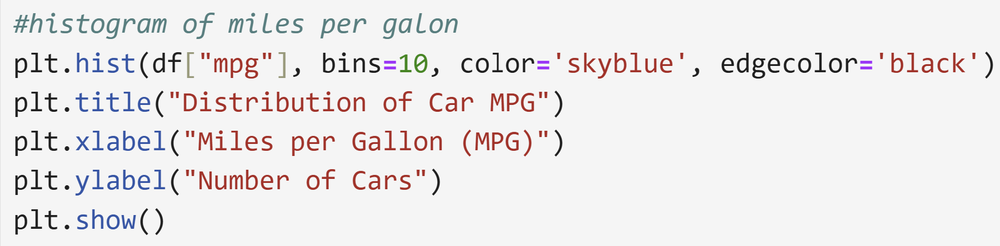 #histogram of miles per galon
plt.hist(df["mpg"], bins=10, color='skyblue', edgecolor='black')
plt.title("Distribution of Car MPG")
plt.xlabel("Miles per Gallon (MPG)")
plt.ylabel("Number of Cars")
plt.show()